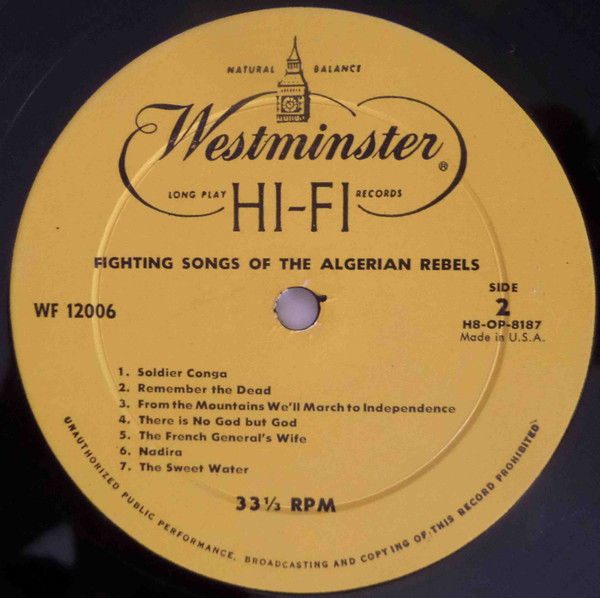 NATURAL BALANCE
Westminster®
LONG PLAY HI-FI RECORDS
FIGHTING SONGS OF THE ALGERIAN REBELS
WF 12006
SIDE
2
H8-OP-8187
Made in U.S.A.
1. Soldier Conga
2. Remember the Dead
3. From the Mountains We'll March to Independence
4. There is No God but God
5. The French General's Wife
6. Nadira
7. The Sweet Water
33⅓ RPM
UNAUTHORIZED PUBLIC PERFORMANCE, BROADCASTING AND COPYING OF THIS RECORD PROHIBITED